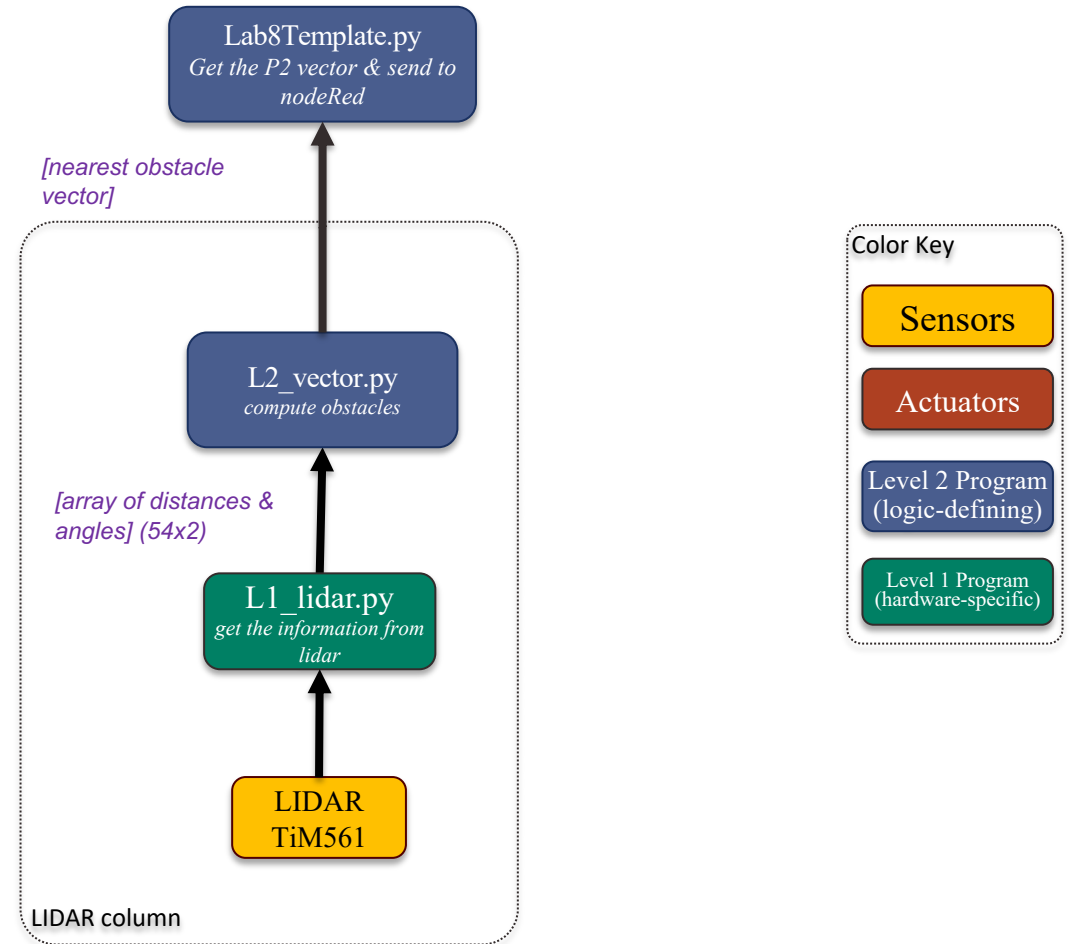 Lab8Template.py
Get the P2 vector & send to
nodeRed
[nearest obstacle
vector]
L2_vector.py
compute obstacles
[array of distances &
angles] (54x2)
L1_lidar.py
get the information from
lidar
LIDAR
TiM561
LIDAR column
Color Key
Sensors
Actuators
Level 2 Program
(logic-defining)
Level 1 Program
(hardware-specific)